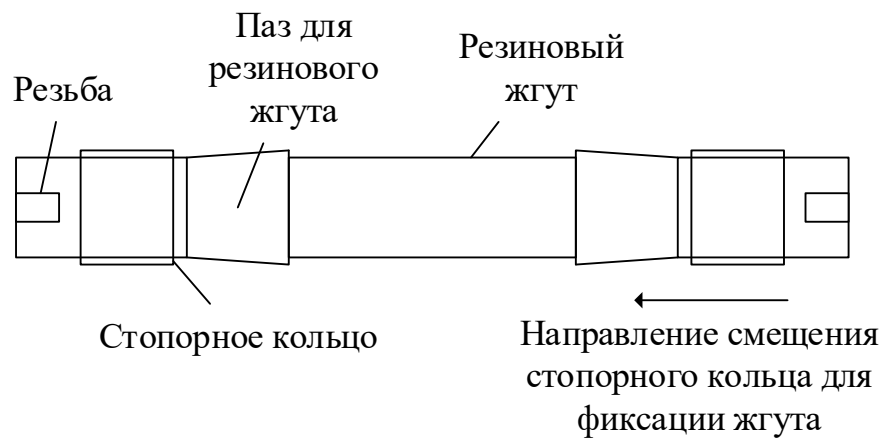 Резьба
Паз для
резинового
жгута
Резиновый
жгут
Стопорное кольцо
Направление смещения
стопорного кольца для
фиксации жгута